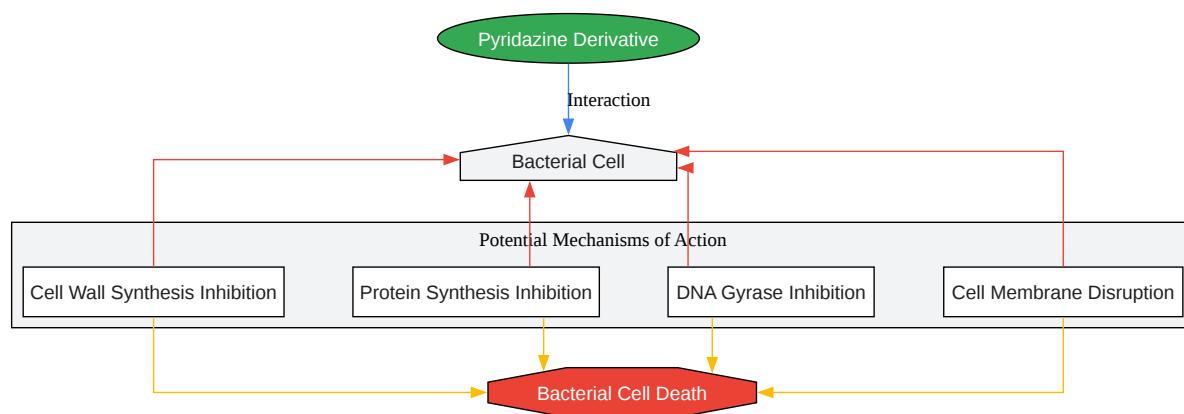 Pyridazine Derivative
Interaction
Bacterial Cell
Potential Mechanisms of Action
Cell Wall Synthesis Inhibition
Protein Synthesis Inhibition
DNA Gyrase Inhibition
Cell Membrane Disruption
Bacterial Cell Death